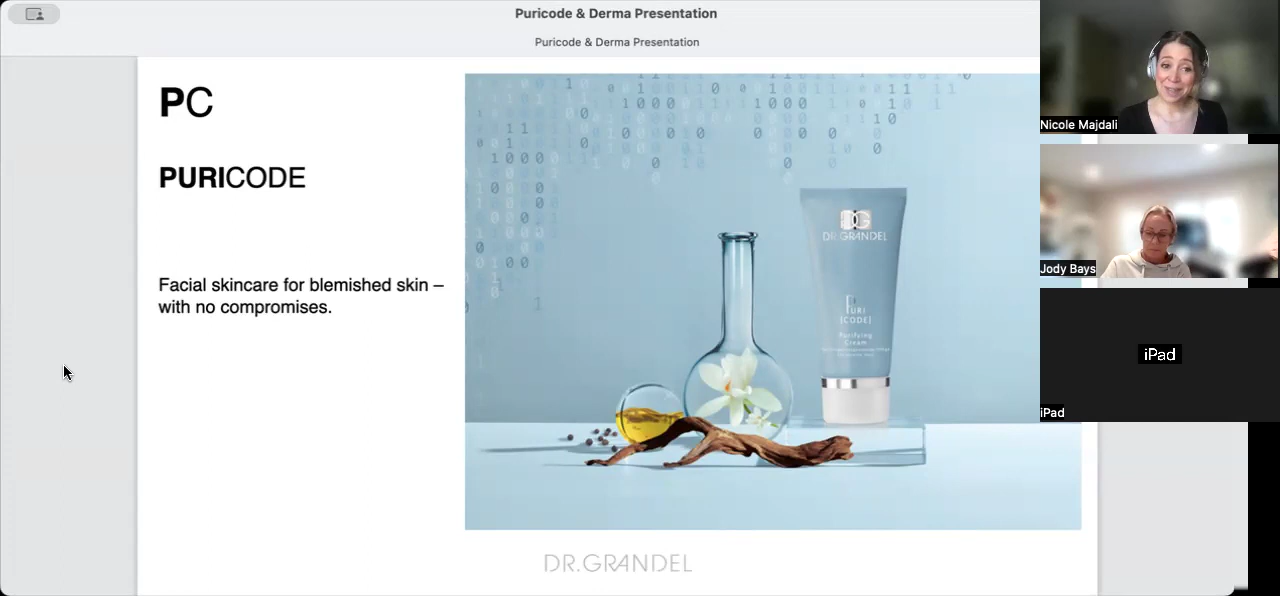 Puricode & Derma Presentation
Puricode & Derma Presentation
PC
PURICODE
Facial skincare for blemished skin –
with no compromises.
DR.GRANDEL
PURI
[CODE]
Purifying
Cream
DR.GRANDEL
Nicole Majdali
Jody Bays
iPad
iPad